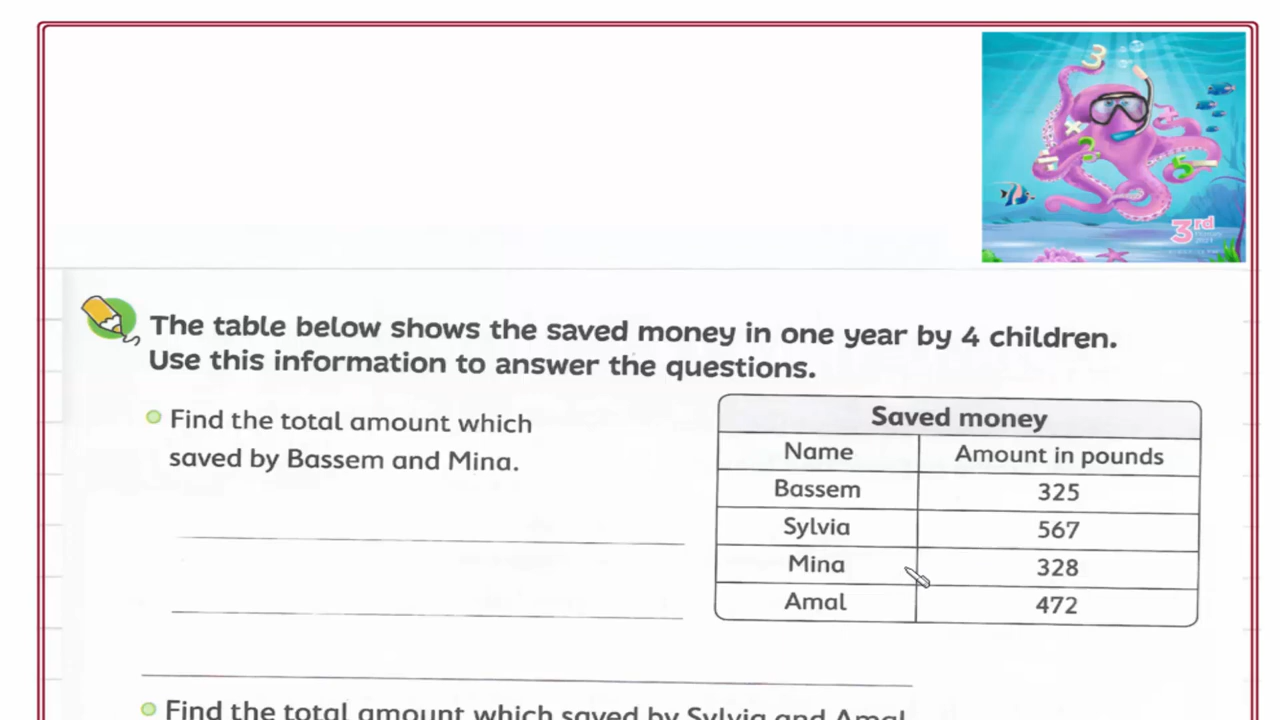 3rd
The table below shows the saved money in one year by 4 children.
Use this information to answer the questions.
Find the total amount which
saved by Bassem and Mina.
Saved money
Name Amount in pounds
Bassem 325
Sylvia 567
Mina 328
Amal 472
Find the total amount which saved by Sylvia and Amal